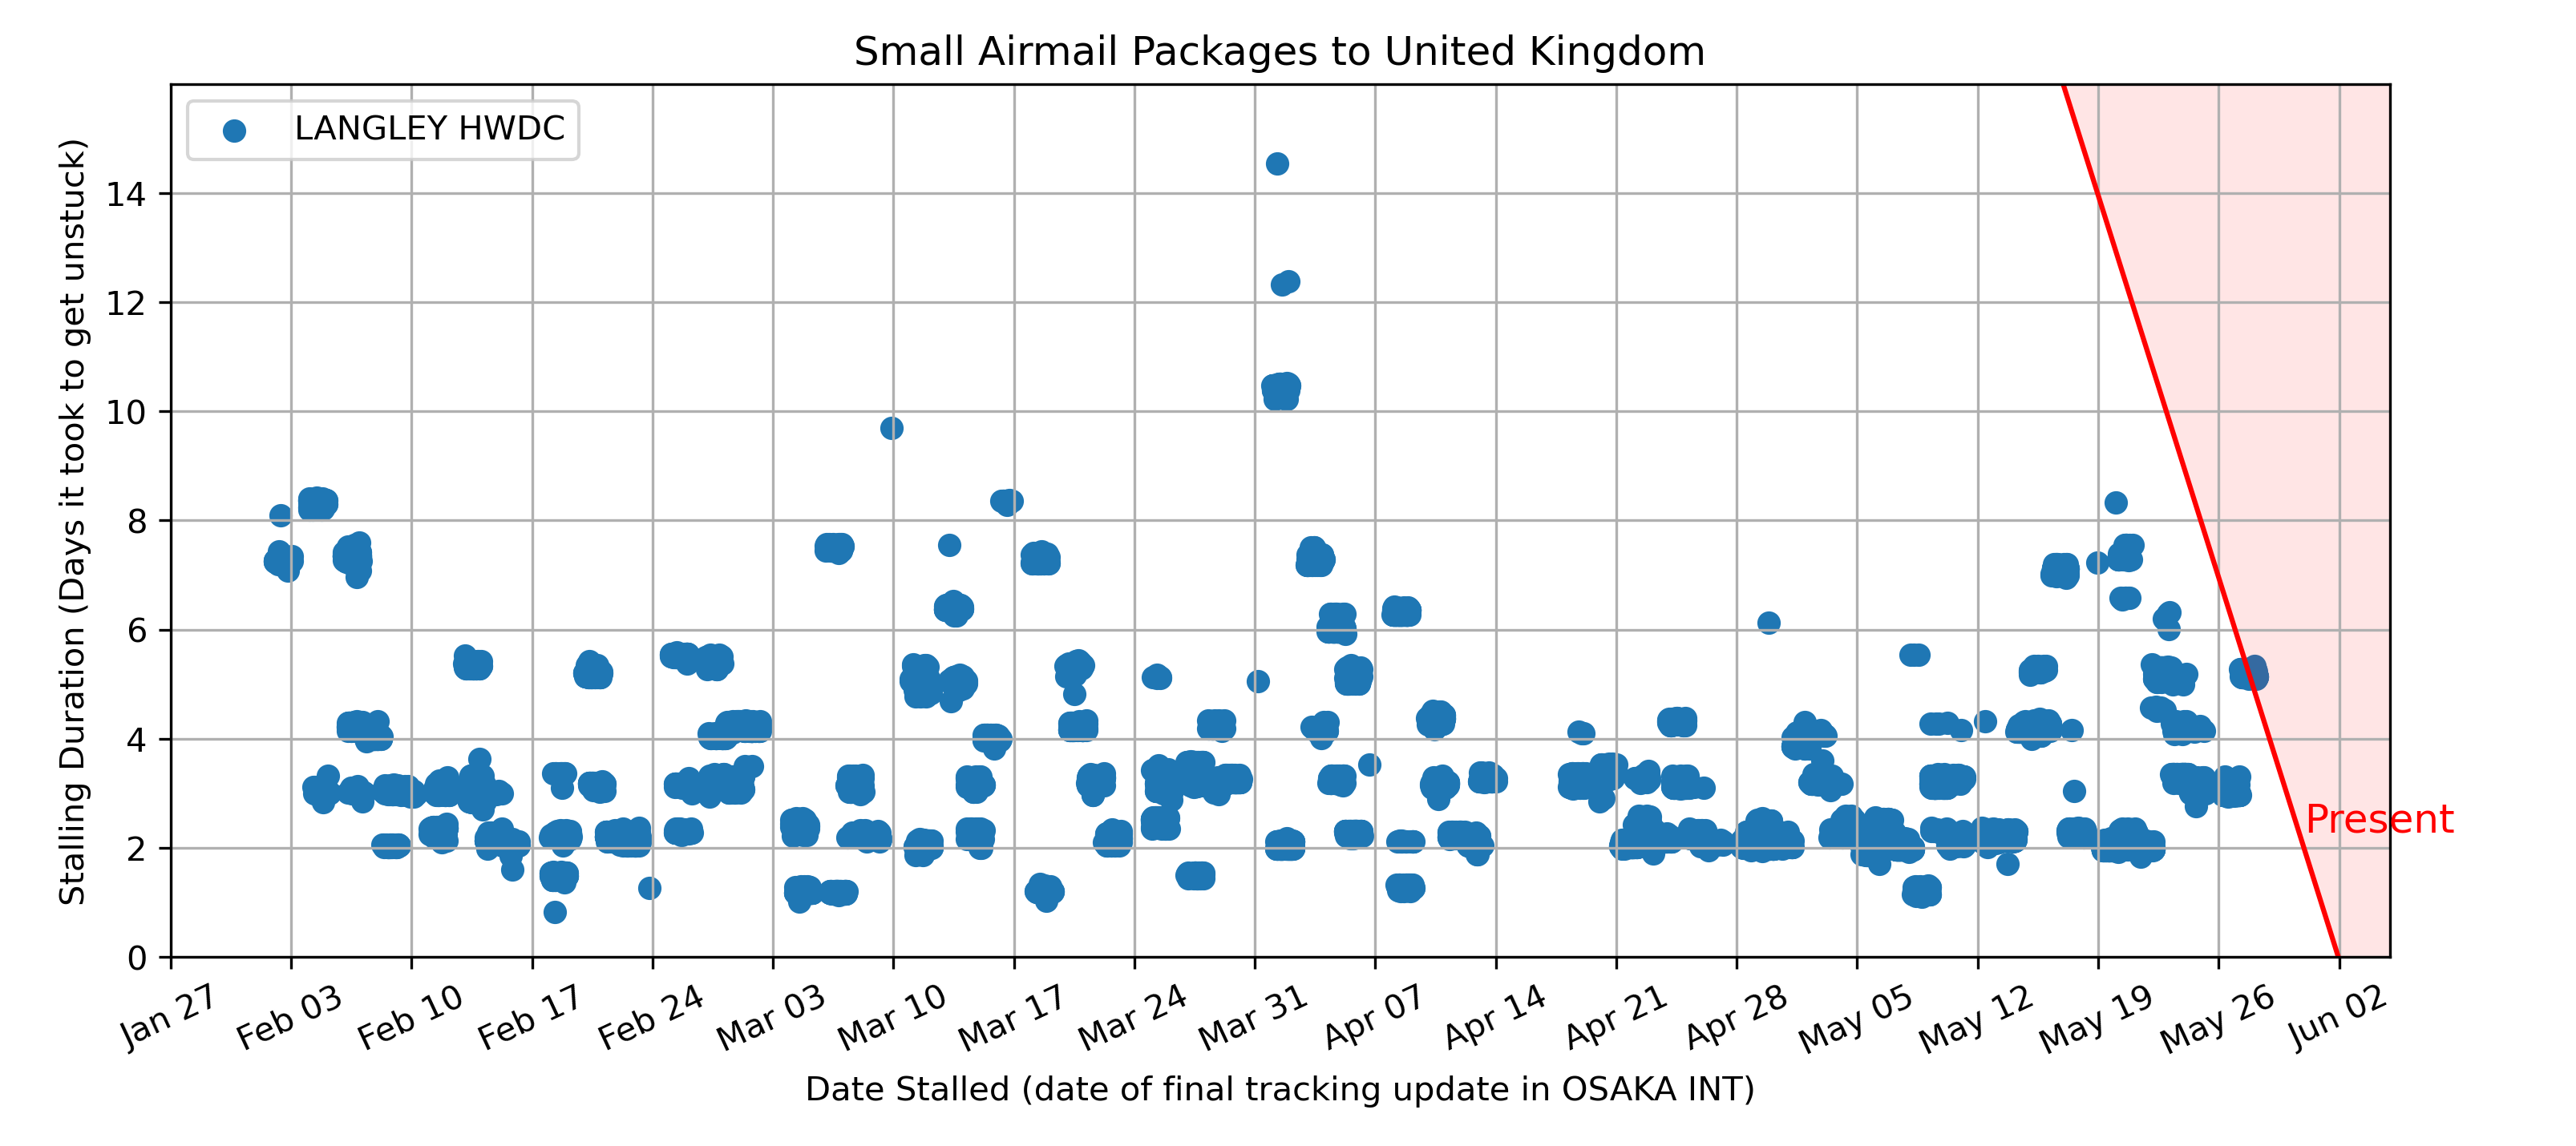 Small Airmail Packages to United Kingdom
LANGLEY HWDC
Stalling Duration (Days it took to get unstuck)
14
12
10
8
6
4
2
0
Present
Jan 27
Feb 03
Feb 10
Feb 17
Feb 24
Mar 03
Mar 10
Mar 17
Mar 24
Mar 31
Apr 07
Apr 14
Apr 21
Apr 28
May 05
May 12
May 19
May 26
Jun 02
Date Stalled (date of final tracking update in OSAKA INT)